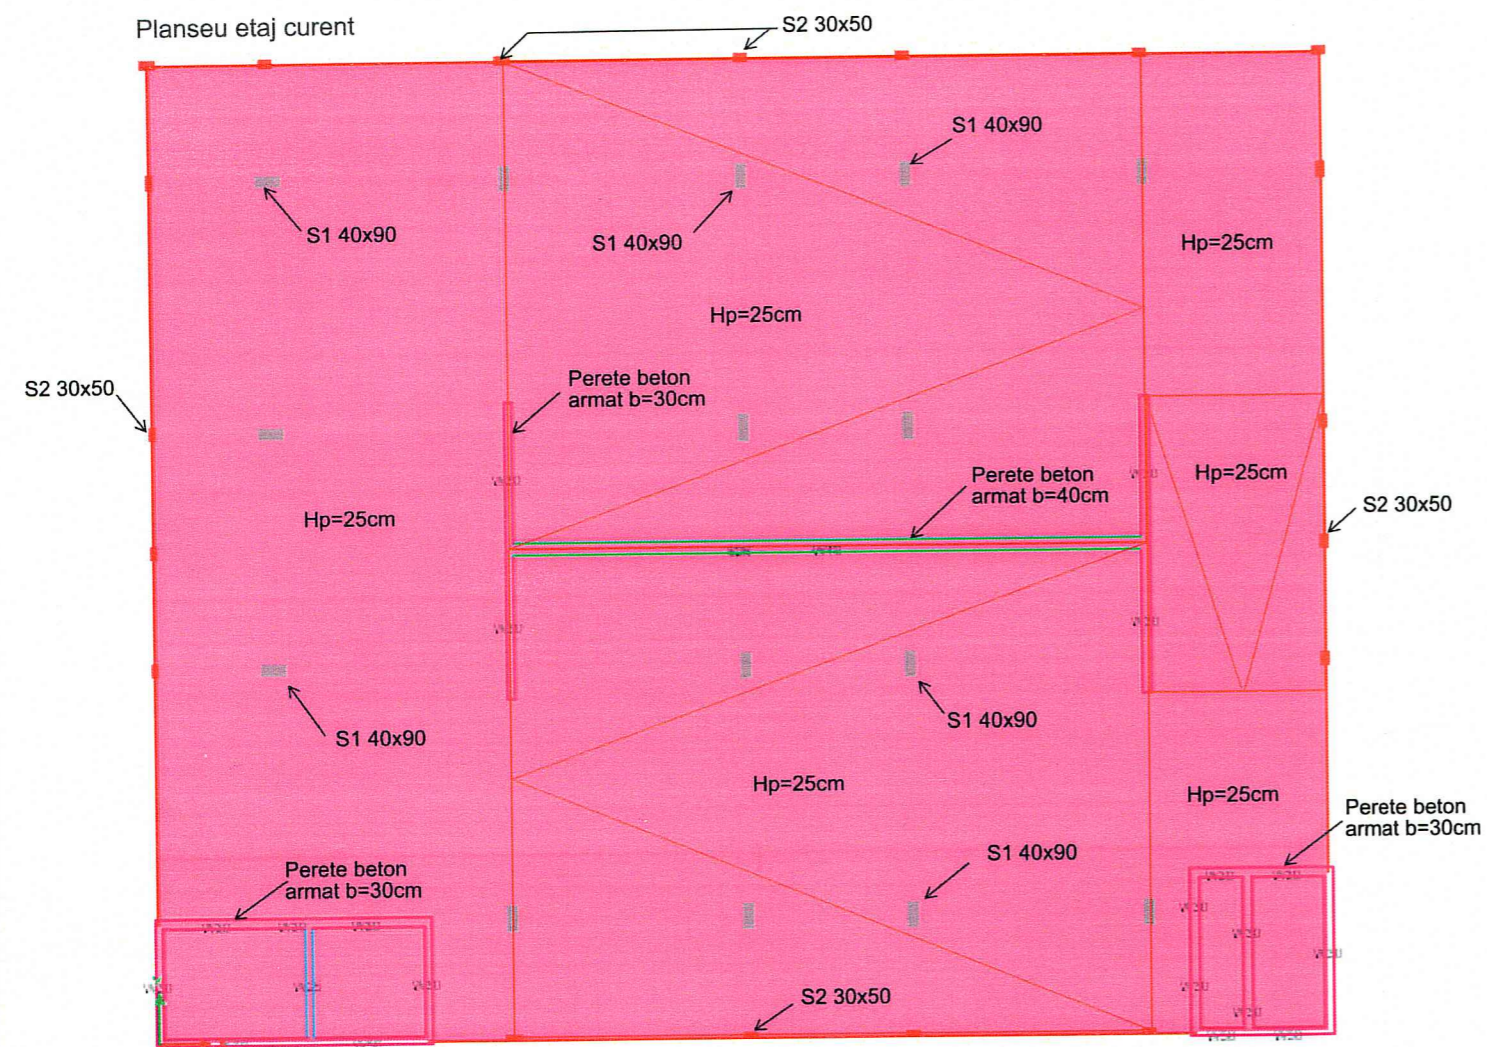 Planseu etaj curent
S2 30x50
S1 40x90
S1 40x90
S1 40x90
Hp=25cm
Hp=25cm
S2 30x50
Perete beton
armat b=30cm
Perete beton
armat b=40cm
Hp=25cm
S2 30x50
Hp=25cm
S1 40x90
S1 40x90
Hp=25cm
Hp=25cm
Perete beton
armat b=30cm
S1 40x90
Perete beton
armat b=30cm
S2 30x50